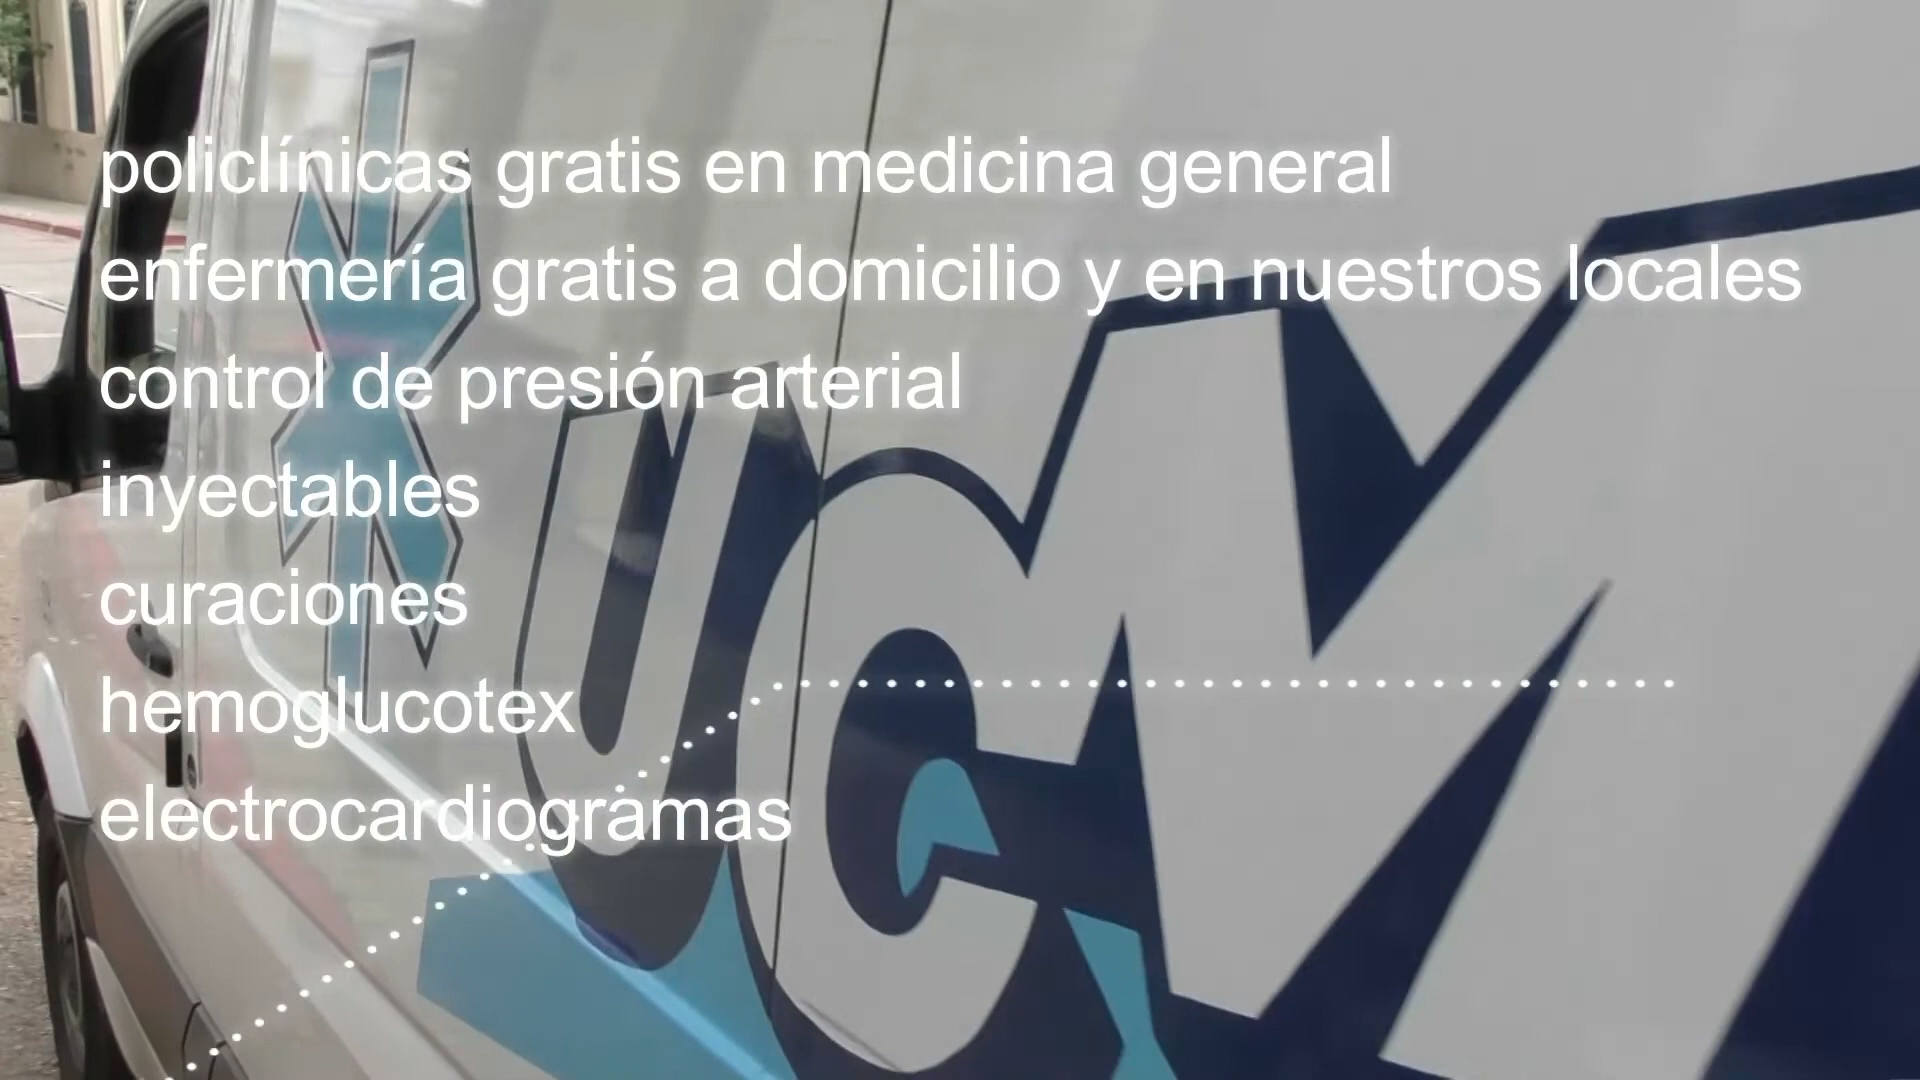 policlínicas gratis en medicina general
enfermería gratis a domicilio y en nuestros locales
control de presión arterial
inyectables
curaciones
hemoglucotex
electrocardiogramas
UCM